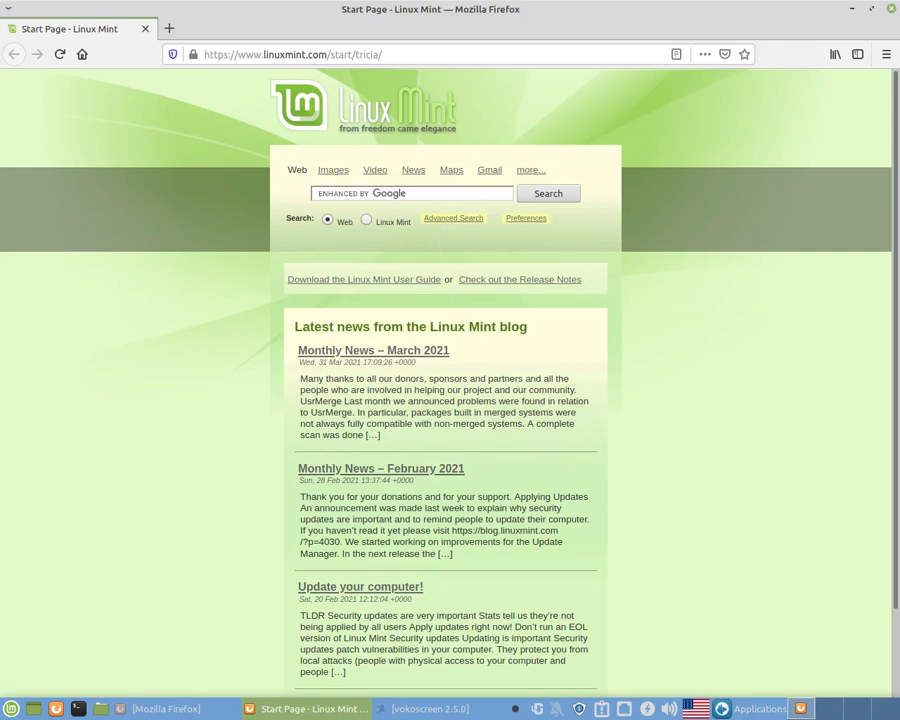 Start Page - Linux Mint — Mozilla Firefox
Start Page - Linux Mint
https://www.linuxmint.com/start/tricia/
Linux Mint
from freedom came elegance
Web Images Video News Maps Gmail more...
ENHANCED BY Google Search
Search: Web Linux Mint Advanced Search Preferences
Download the Linux Mint User Guide or Check out the Release Notes
Latest news from the Linux Mint blog
Monthly News – March 2021
Wed, 31 Mar 2021 17:09:26 +0000
Many thanks to all our donors, sponsors and partners and all the
people who are involved in helping our project and our community.
UsrMerge Last month we announced problems were found in relation
to UsrMerge. In particular, packages built in merged systems were
not always fully compatible with non-merged systems. A complete
scan was done […]
Monthly News – February 2021
Sun, 28 Feb 2021 13:37:44 +0000
Thank you for your donations and for your support. Applying Updates
An announcement was made last week to explain why security
updates are important and to remind people to update their computer.
If you haven't read it yet please visit https://blog.linuxmint.com
/?p=4030. We started working on improvements for the Update
Manager. In the next release the […]
Update your computer!
Sat, 20 Feb 2021 12:12:04 +0000
TLDR Security updates are very important Stats tell us they're not
being applied by all users Apply updates right now! Don't run an EOL
version of Linux Mint Security updates Updating is important Security
updates patch vulnerabilities in your computer. They protect you from
local attacks (people with physical access to your computer and
people […]
[Mozilla Firefox] Start Page - Linux Mint ... [vokoscreen 2.5.0] Applications